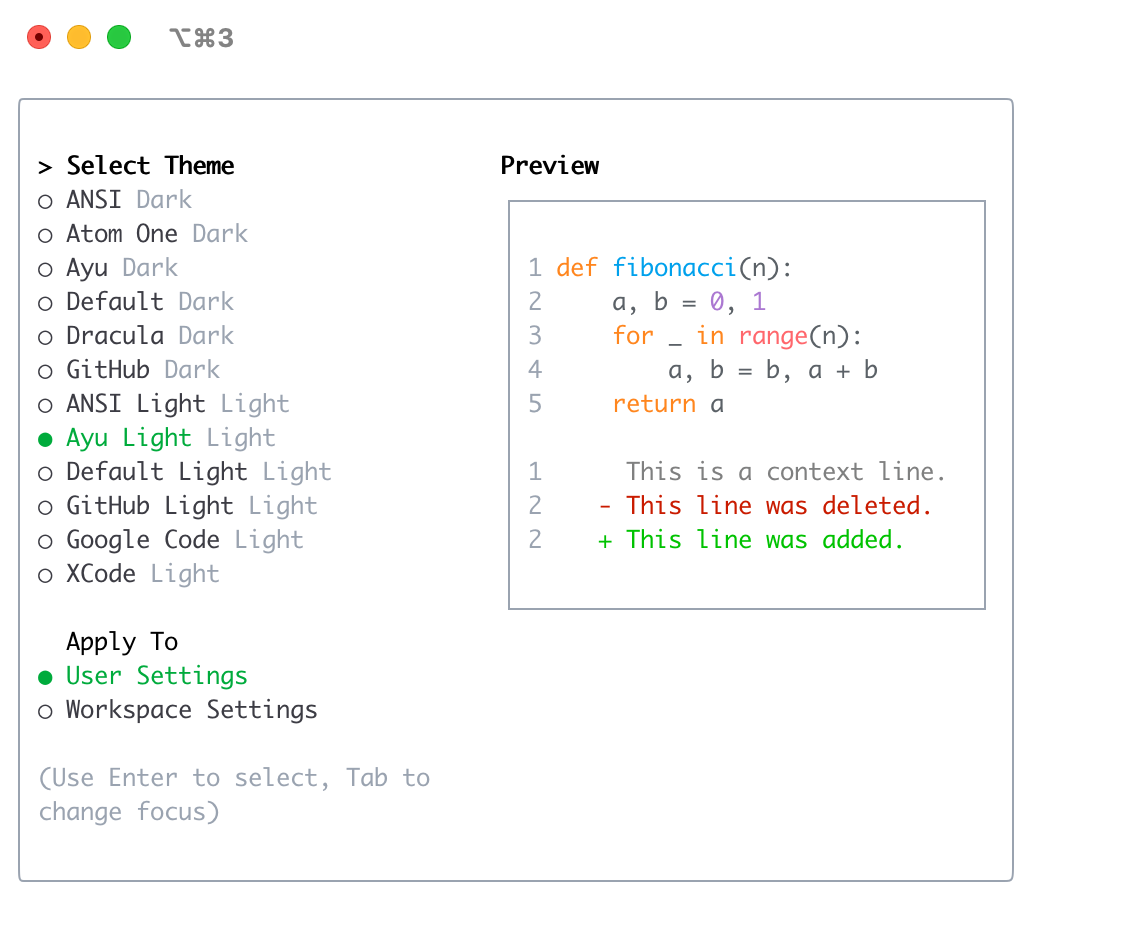 ⌥⌘3
> Select Theme
○ ANSI Dark
○ Atom One Dark
○ Ayu Dark
○ Default Dark
○ Dracula Dark
○ GitHub Dark
○ ANSI Light Light
● Ayu Light Light
○ Default Light Light
○ GitHub Light Light
○ Google Code Light
○ XCode Light
Apply To
● User Settings
○ Workspace Settings
(Use Enter to select, Tab to
change focus)
Preview
1 def fibonacci(n):
2     a, b = 0, 1
3     for _ in range(n):
4         a, b = b, a + b
5     return a
1      This is a context line.
2    - This line was deleted.
2    + This line was added.